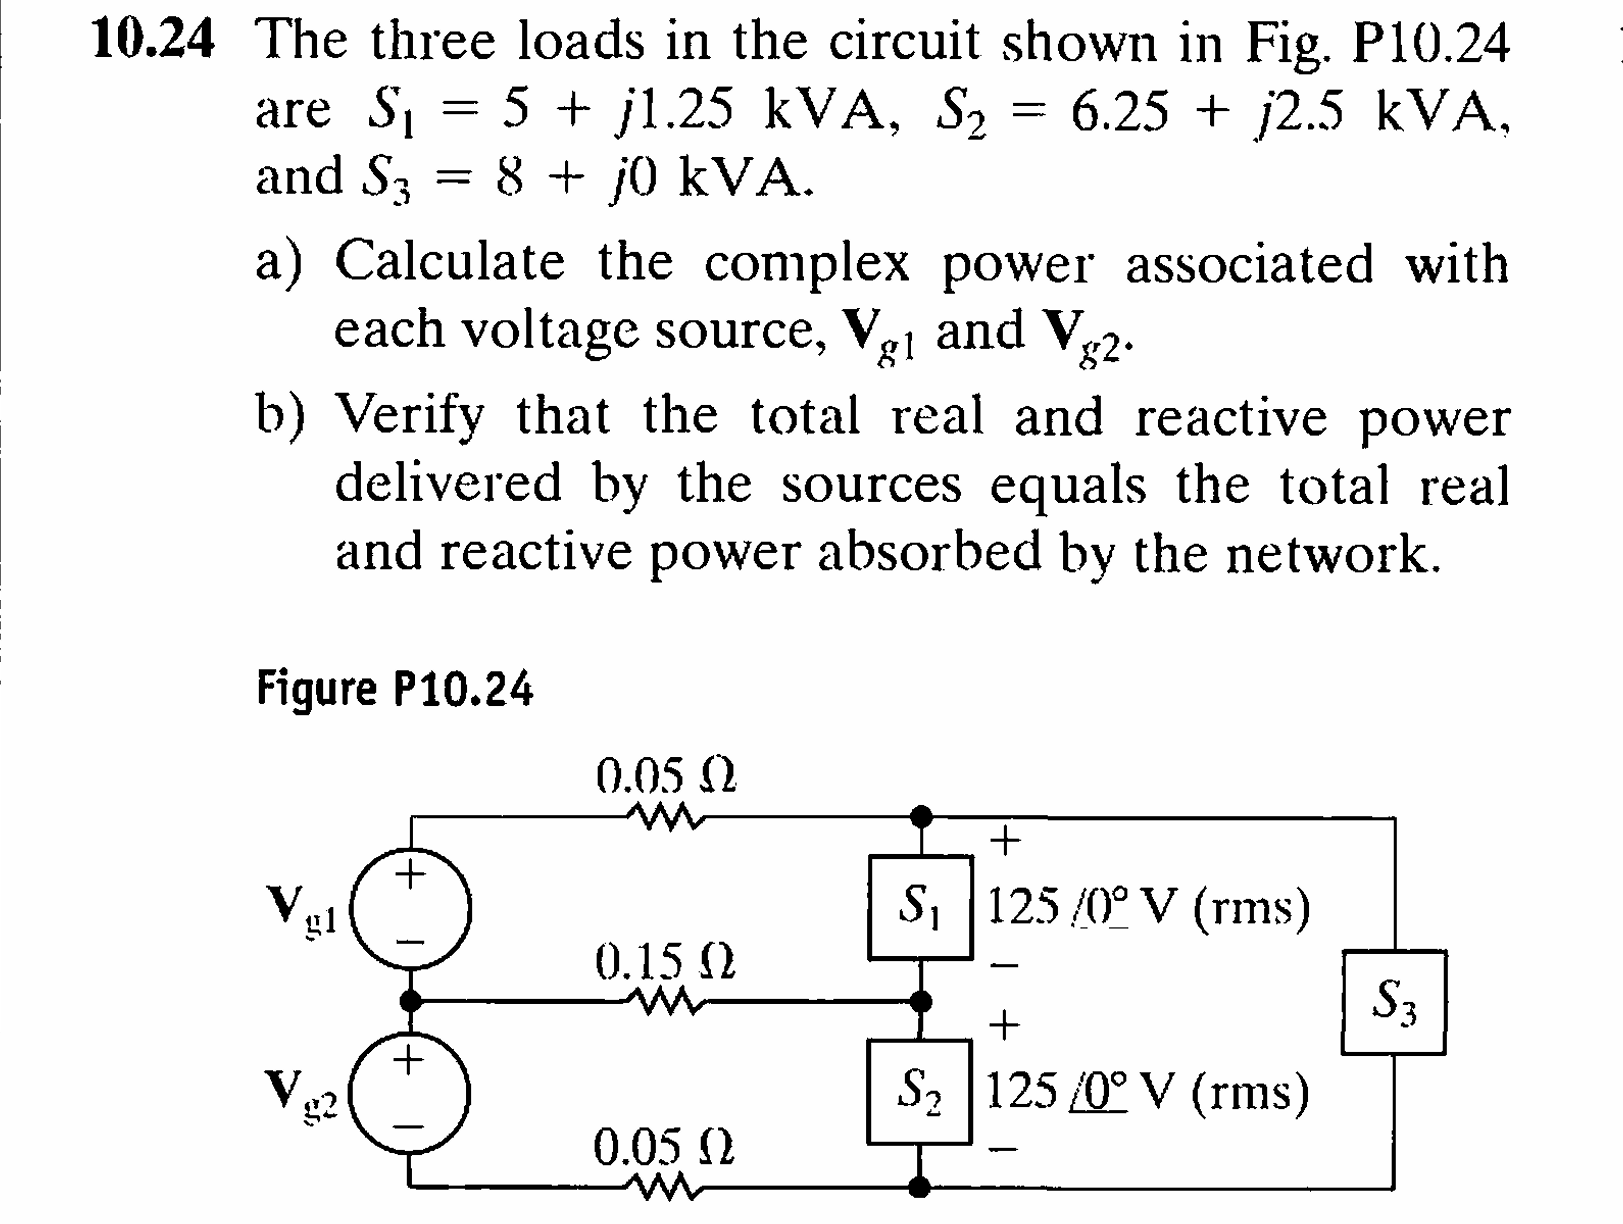 10.24 The three loads in the circuit shown in Fig. P10.24
are S₁ = 5 + j1.25 kVA, S₂ = 6.25 + j2.5 kVA,
and S₃ = 8 + j0 kVA.
a) Calculate the complex power associated with
each voltage source, V_g1 and V_g2.
b) Verify that the total real and reactive power
delivered by the sources equals the total real
and reactive power absorbed by the network.
Figure P10.24
0.05 Ω
+
+
V_g1
S₁
125 /0° V (rms)
−
0.15 Ω
−
S₃
+
+
V_g2
S₂
125 /0° V (rms)
−
0.05 Ω
−